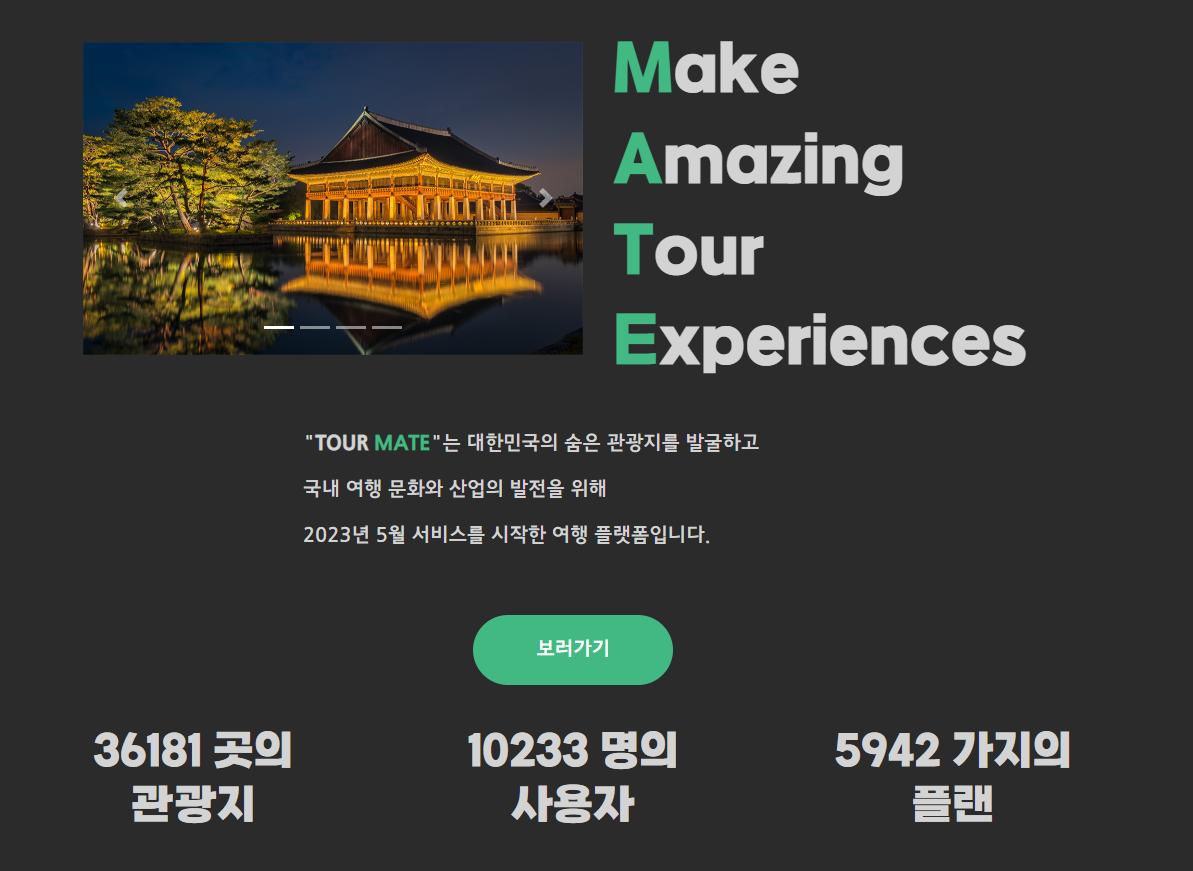 Make
Amazing
Tour
Experiences
"TOUR MATE"는 대한민국의 숨은 관광지를 발굴하고
국내 여행 문화와 산업의 발전을 위해
2023년 5월 서비스를 시작한 여행 플랫폼입니다.
보러가기
36181 곳의
관광지
10233 명의
사용자
5942 가지의
플랜